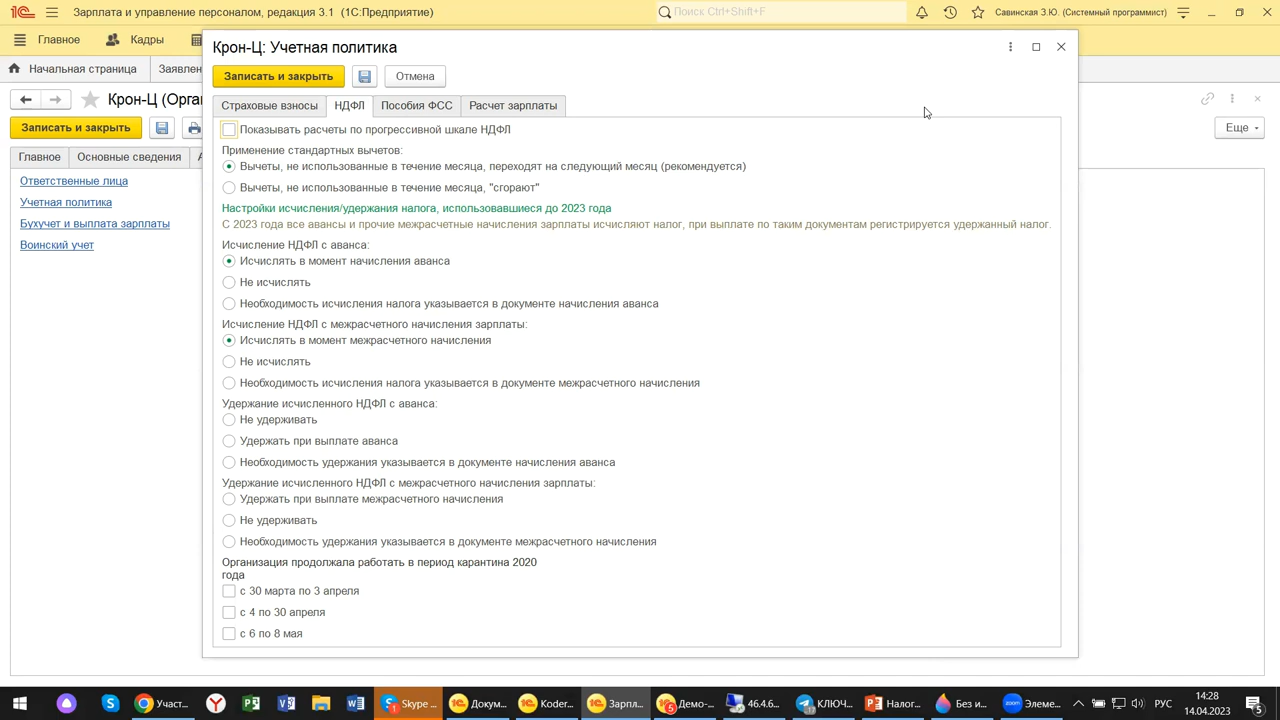 1С Зарплата и управление персоналом, редакция 3.1 (1С:Предприятие)
Поиск Ctrl+Shift+F
Савинская З.Ю. (Системный программист)
Главное
Кадры
Начальная страница
Заявлен
Крон-Ц (Орга
Записать и закрыть
Еще
Главное
Основные сведения
Ответственные лица
Учетная политика
Бухучет и выплата зарплаты
Воинский учет
Крон-Ц: Учетная политика
Записать и закрыть
Отмена
Страховые взносы
НДФЛ
Пособия ФСС
Расчет зарплаты
Показывать расчеты по прогрессивной шкале НДФЛ
Применение стандартных вычетов:
Вычеты, не использованные в течение месяца, переходят на следующий месяц (рекомендуется)
Вычеты, не использованные в течение месяца, "сгорают"
Настройки исчисления/удержания налога, использовавшиеся до 2023 года
С 2023 года все авансы и прочие межрасчетные начисления зарплаты исчисляют налог, при выплате по таким документам регистрируется удержанный налог.
Исчисление НДФЛ с аванса:
Исчислять в момент начисления аванса
Не исчислять
Необходимость исчисления налога указывается в документе начисления аванса
Исчисление НДФЛ с межрасчетного начисления зарплаты:
Исчислять в момент межрасчетного начисления
Не исчислять
Необходимость исчисления налога указывается в документе межрасчетного начисления
Удержание исчисленного НДФЛ с аванса:
Не удерживать
Удержать при выплате аванса
Необходимость удержания указывается в документе начисления аванса
Удержание исчисленного НДФЛ с межрасчетного начисления зарплаты:
Удержать при выплате межрасчетного начисления
Не удерживать
Необходимость удержания указывается в документе межрасчетного начисления
Организация продолжала работать в период карантина 2020
года
с 30 марта по 3 апреля
с 4 по 30 апреля
с 6 по 8 мая
Участ...
Skype ...
Докум...
Koder...
Зарпл...
Демо-...
46.4.6...
КЛЮЧ...
Налог...
Без и...
Элеме...
РУС
14:28
14.04.2023